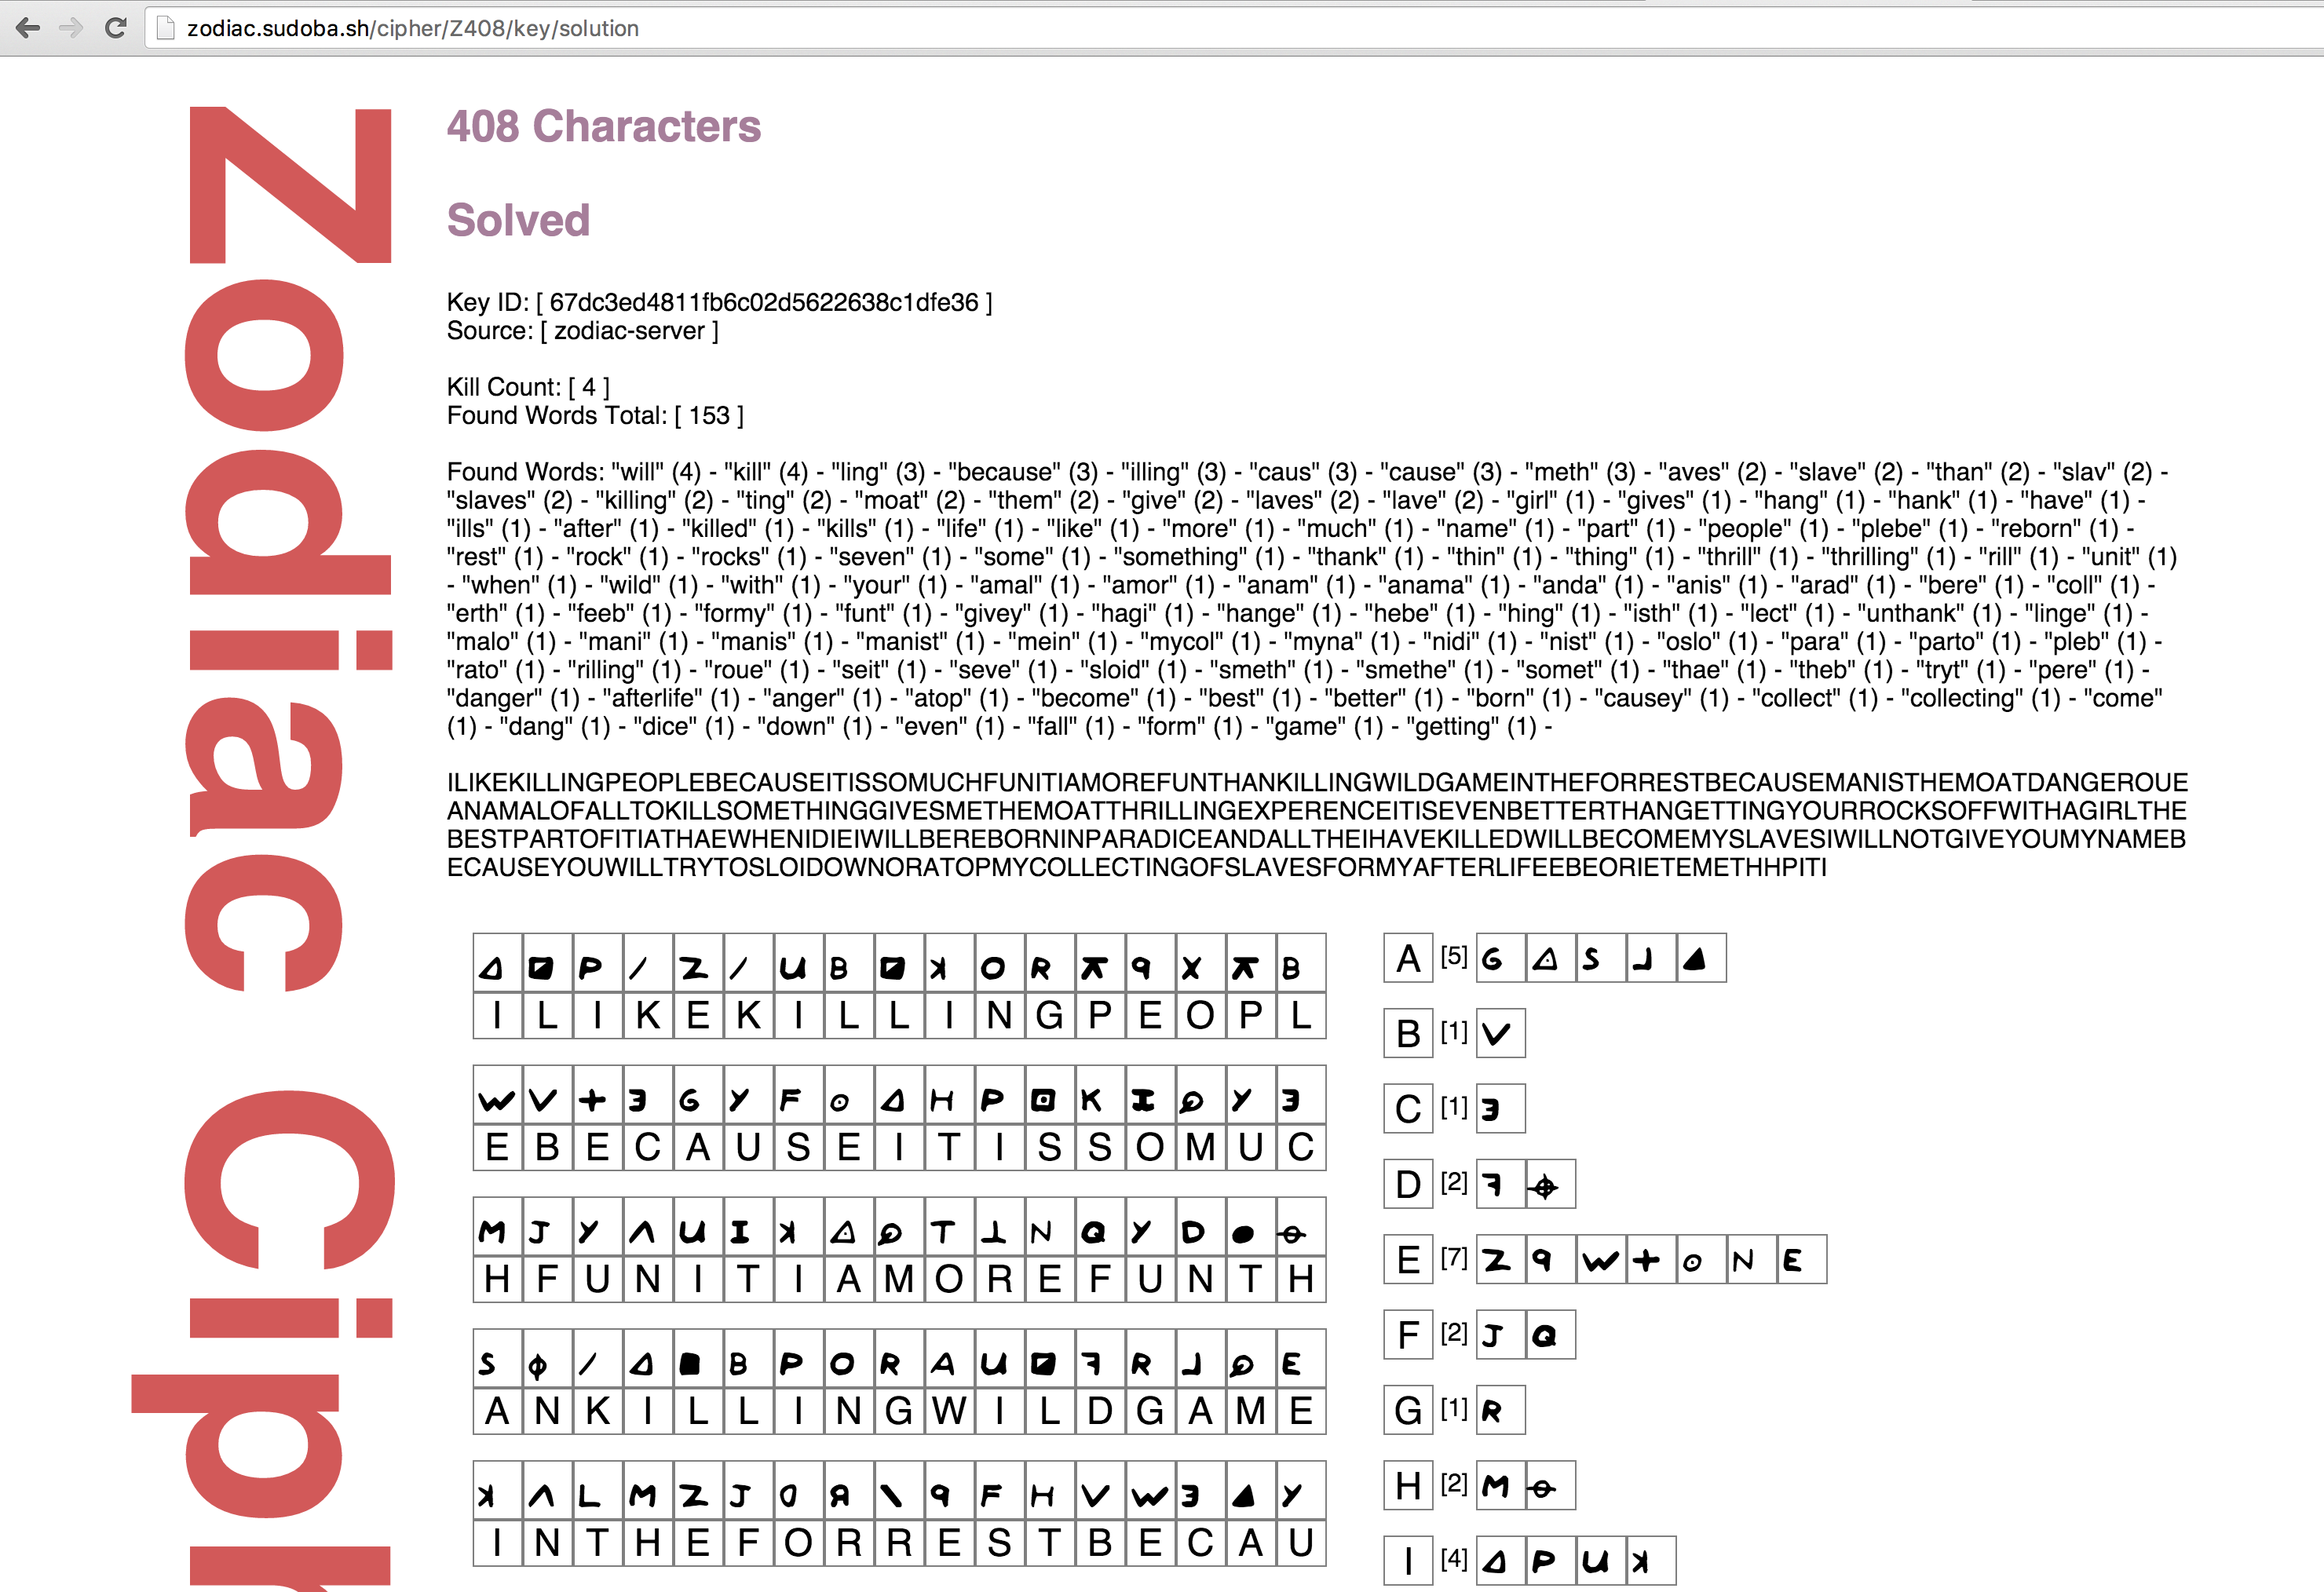 zodiac.sudoba.sh/cipher/Z408/key/solution
Zodiac Ciph
408 Characters
Solved
Key ID: [ 67dc3ed4811fb6c02d5622638c1dfe36 ]
Source: [ zodiac-server ]
Kill Count: [ 4 ]
Found Words Total: [ 153 ]
Found Words: "will" (4) - "kill" (4) - "ling" (3) - "because" (3) - "illing" (3) - "caus" (3) - "cause" (3) - "meth" (3) - "aves" (2) - "slave" (2) - "than" (2) - "slav" (2) -
"slaves" (2) - "killing" (2) - "ting" (2) - "moat" (2) - "them" (2) - "give" (2) - "laves" (2) - "lave" (2) - "girl" (1) - "gives" (1) - "hang" (1) - "hank" (1) - "have" (1) -
"ills" (1) - "after" (1) - "killed" (1) - "kills" (1) - "life" (1) - "like" (1) - "more" (1) - "much" (1) - "name" (1) - "part" (1) - "people" (1) - "plebe" (1) - "reborn" (1) -
"rest" (1) - "rock" (1) - "rocks" (1) - "seven" (1) - "some" (1) - "something" (1) - "thank" (1) - "thin" (1) - "thing" (1) - "thrill" (1) - "thrilling" (1) - "rill" (1) - "unit" (1)
- "when" (1) - "wild" (1) - "with" (1) - "your" (1) - "amal" (1) - "amor" (1) - "anam" (1) - "anama" (1) - "anda" (1) - "anis" (1) - "arad" (1) - "bere" (1) - "coll" (1) -
"erth" (1) - "feeb" (1) - "formy" (1) - "funt" (1) - "givey" (1) - "hagi" (1) - "hange" (1) - "hebe" (1) - "hing" (1) - "isth" (1) - "lect" (1) - "unthank" (1) - "linge" (1) -
"malo" (1) - "mani" (1) - "manis" (1) - "manist" (1) - "mein" (1) - "mycol" (1) - "myna" (1) - "nidi" (1) - "nist" (1) - "oslo" (1) - "para" (1) - "parto" (1) - "pleb" (1) -
"rato" (1) - "rilling" (1) - "roue" (1) - "seit" (1) - "seve" (1) - "sloid" (1) - "smeth" (1) - "smethe" (1) - "somet" (1) - "thae" (1) - "theb" (1) - "tryt" (1) - "pere" (1) -
"danger" (1) - "afterlife" (1) - "anger" (1) - "atop" (1) - "become" (1) - "best" (1) - "better" (1) - "born" (1) - "causey" (1) - "collect" (1) - "collecting" (1) - "come"
(1) - "dang" (1) - "dice" (1) - "down" (1) - "even" (1) - "fall" (1) - "form" (1) - "game" (1) - "getting" (1) -
ILIKEKILLINGPEOPLEBECAUSEITISSOMUCHFUNITIAMOREFUNTHANKILLINGWILDGAMEINTHEFORRESTBECAUSEMANISTHEMOATDANGEROUE
ANAMALOFALLTOKILLSOMETHINGGIVESMETHEMOATTHRILLINGEXPERENCEITISEVENBETTERTHANGETTINGYOURROCKSOFFWITHAGIRLTHE
BESTPARTOFITIATHAEWHENIDIEIWILLBEREBORNINPARADICEANDALLTHEIHAVEKILLEDWILLBECOMEMYSLAVESIWILLNOTGIVEYOUMYNAMEB
ECAUSEYOUWILLTRYTOSLOIDOWNORATOPMYCOLLECTINGOFSLAVESFORMYAFTERLIFEEBEORIETEMETHHPITI
I L I K E K I L L I N G P E O P L
E B E C A U S E I T I S S O M U C
H F U N I T I A M O R E F U N T H
A N K I L L I N G W I L D G A M E
I N T H E F O R R E S T B E C A U
A [5]
B [1]
C [1]
D [2]
E [7]
F [2]
G [1]
H [2]
I [4]